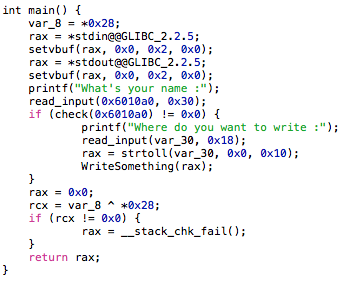 int main() {
    var_8 = *0x28;
    rax = *stdin@@GLIBC_2.2.5;
    setvbuf(rax, 0x0, 0x2, 0x0);
    rax = *stdout@@GLIBC_2.2.5;
    setvbuf(rax, 0x0, 0x2, 0x0);
    printf("What's your name :");
    read_input(0x6010a0, 0x30);
    if (check(0x6010a0) != 0x0) {
            printf("Where do you want to write :");
            read_input(var_30, 0x18);
            rax = strtoll(var_30, 0x0, 0x10);
            WriteSomething(rax);
    }
    rax = 0x0;
    rcx = var_8 ^ *0x28;
    if (rcx != 0x0) {
            rax = __stack_chk_fail();
    }
    return rax;
}